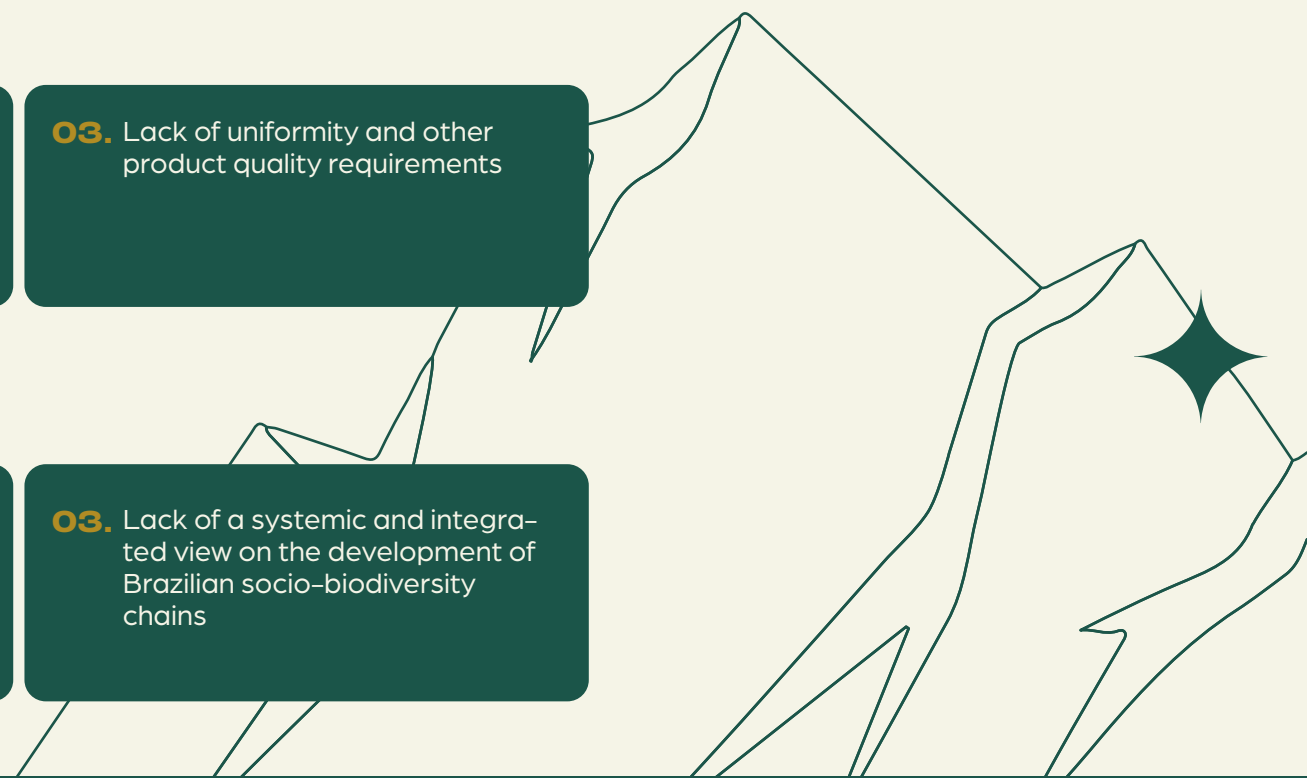 03. Lack of uniformity and other
product quality requirements
03. Lack of a systemic and integra-
ted view on the development of
Brazilian socio-biodiversity
chains